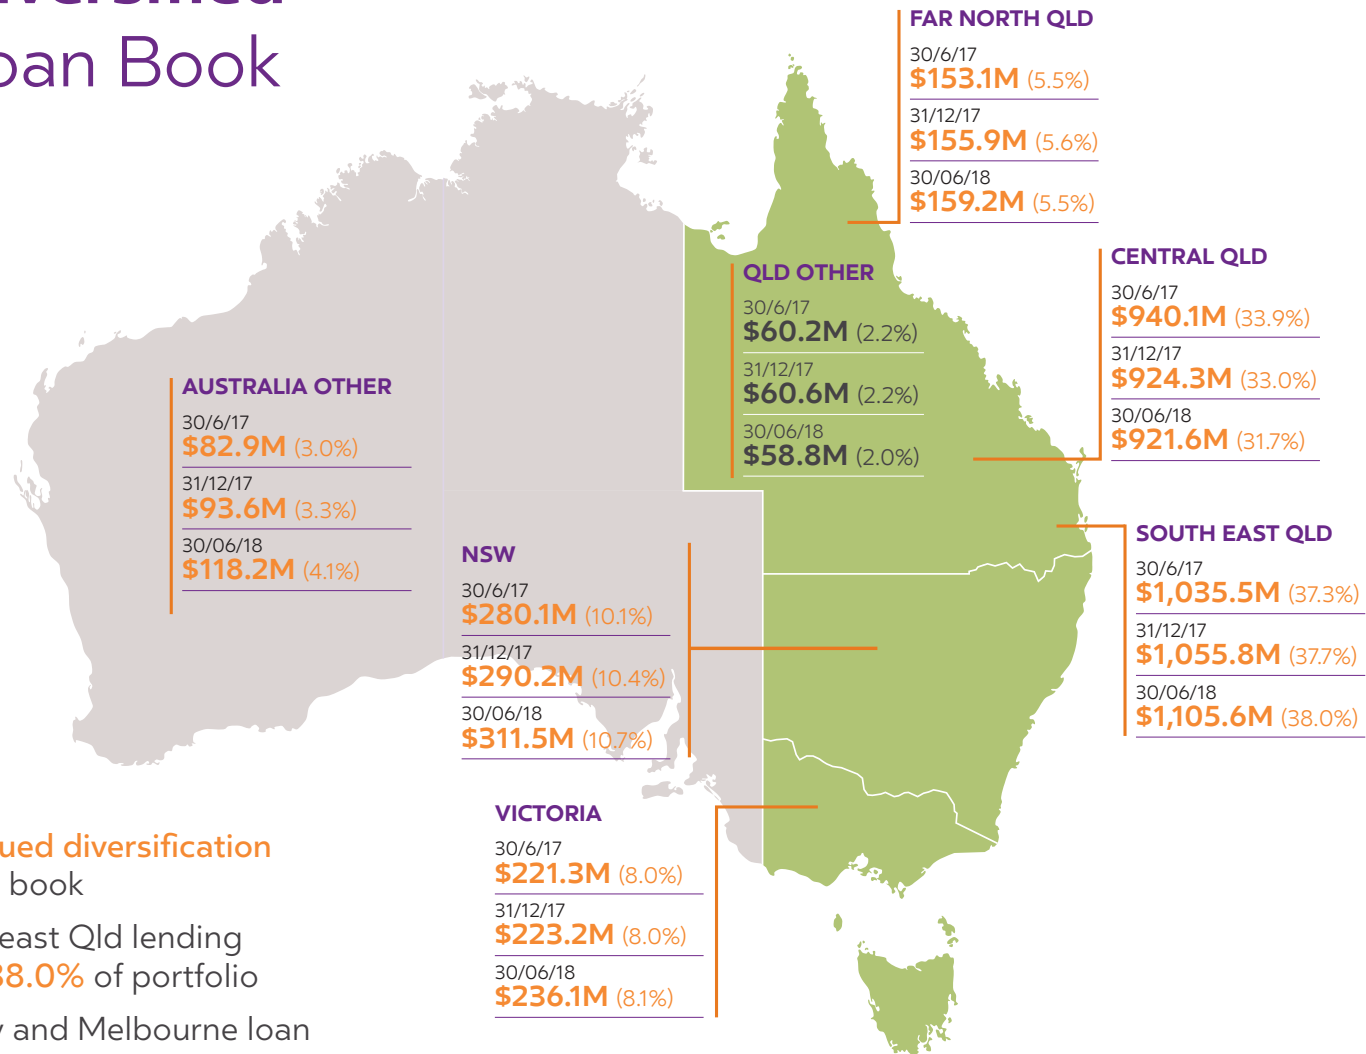 oan Book
FAR NORTH QLD
30/6/17
$153.1M (5.5%)
31/12/17
$155.9M (5.6%)
30/06/18
$159.2M (5.5%)
CENTRAL QLD
30/6/17
$940.1M (33.9%)
31/12/17
$924.3M (33.0%)
30/06/18
$921.6M (31.7%)
QLD OTHER
30/6/17
$60.2M (2.2%)
31/12/17
$60.6M (2.2%)
30/06/18
$58.8M (2.0%)
AUSTRALIA OTHER
30/6/17
$82.9M (3.0%)
31/12/17
$93.6M (3.3%)
30/06/18
$118.2M (4.1%)
SOUTH EAST QLD
30/6/17
$1,035.5M (37.3%)
31/12/17
$1,055.8M (37.7%)
30/06/18
$1,105.6M (38.0%)
NSW
30/6/17
$280.1M (10.1%)
31/12/17
$290.2M (10.4%)
30/06/18
$311.5M (10.7%)
VICTORIA
30/6/17
$221.3M (8.0%)
31/12/17
$223.2M (8.0%)
30/06/18
$236.1M (8.1%)
ued diversification
book
east Qld lending
38.0% of portfolio
y and Melbourne loan